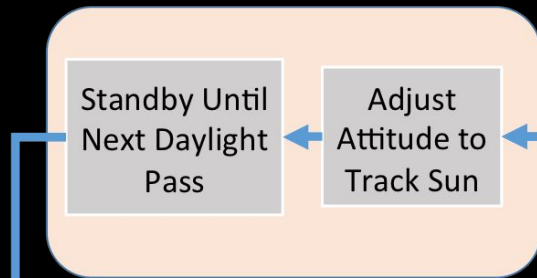 Standby Until
Next Daylight
Pass
Adjust
Attitude to
Track Sun